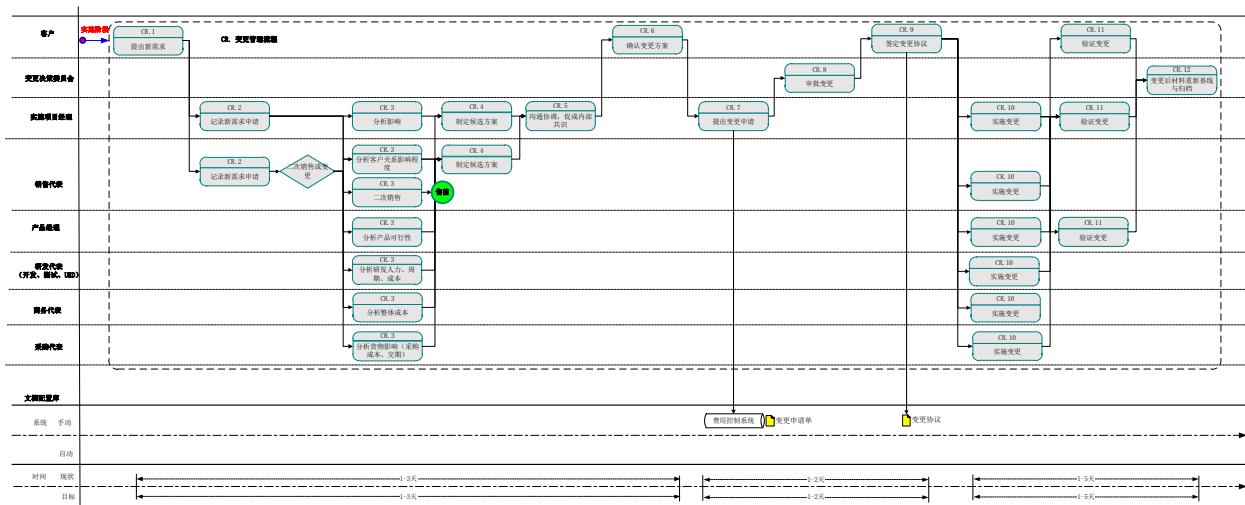 客户
实施阶段
CR. 变更管理流程
CR.1
提出新需求
CR.6
确认变更方案
CR.9
签定变更协议
CR.11
验证变更
变更决策委员会
CR.8
审批变更
CR.12
变更后材料重新基线
与归档
实施项目经理
CR.2
记录新需求申请
CR.3
分析影响
CR.4
制定候选方案
CR.5
沟通协调，促成内部
共识
CR.7
提出变更申请
CR.10
实施变更
CR.11
验证变更
销售代表
CR.2
记录新需求申请
二次销售或变
更
CR.3
分析客户关系影响程
度
CR.4
制定候选方案
CR.3
二次销售
售前
CR.10
实施变更
产品经理
CR.3
分析产品可行性
CR.10
实施变更
CR.11
验证变更
研发代表
（开发、测试、UED）
CR.3
分析研发人力、周
期、成本
CR.10
实施变更
商务代表
CR.3
分析整体成本
CR.10
实施变更
采购代表
CR.3
分析货物影响（采购
成本、交期）
CR.10
实施变更
文档配置库
系统 手动
费用控制系统
变更申请单
变更协议
自动
时间 现状
1-3天
1-2天
1-5天
目标
1-3天
1-2天
1-5天